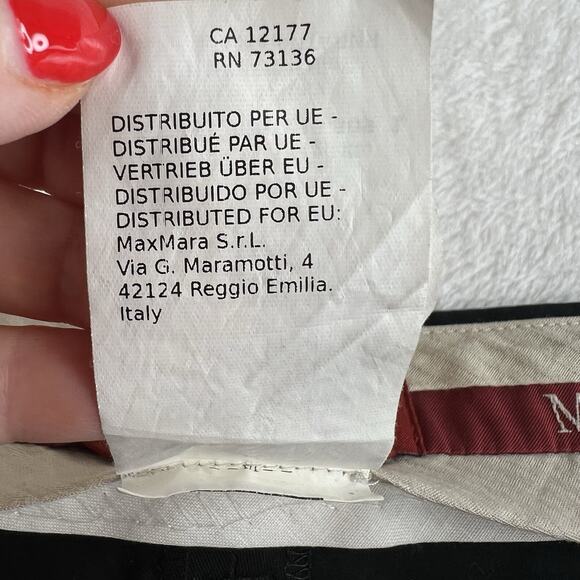 CA 12177
RN 73136
DISTRIBUITO PER UE -
DISTRIBUÉ PAR UE -
VERTRIEB ÜBER EU -
DISTRIBUIDO POR UE -
DISTRIBUTED FOR EU:
MaxMara S.r.L.
Via G. Maramotti, 4
42124 Reggio Emilia.
Italy
M